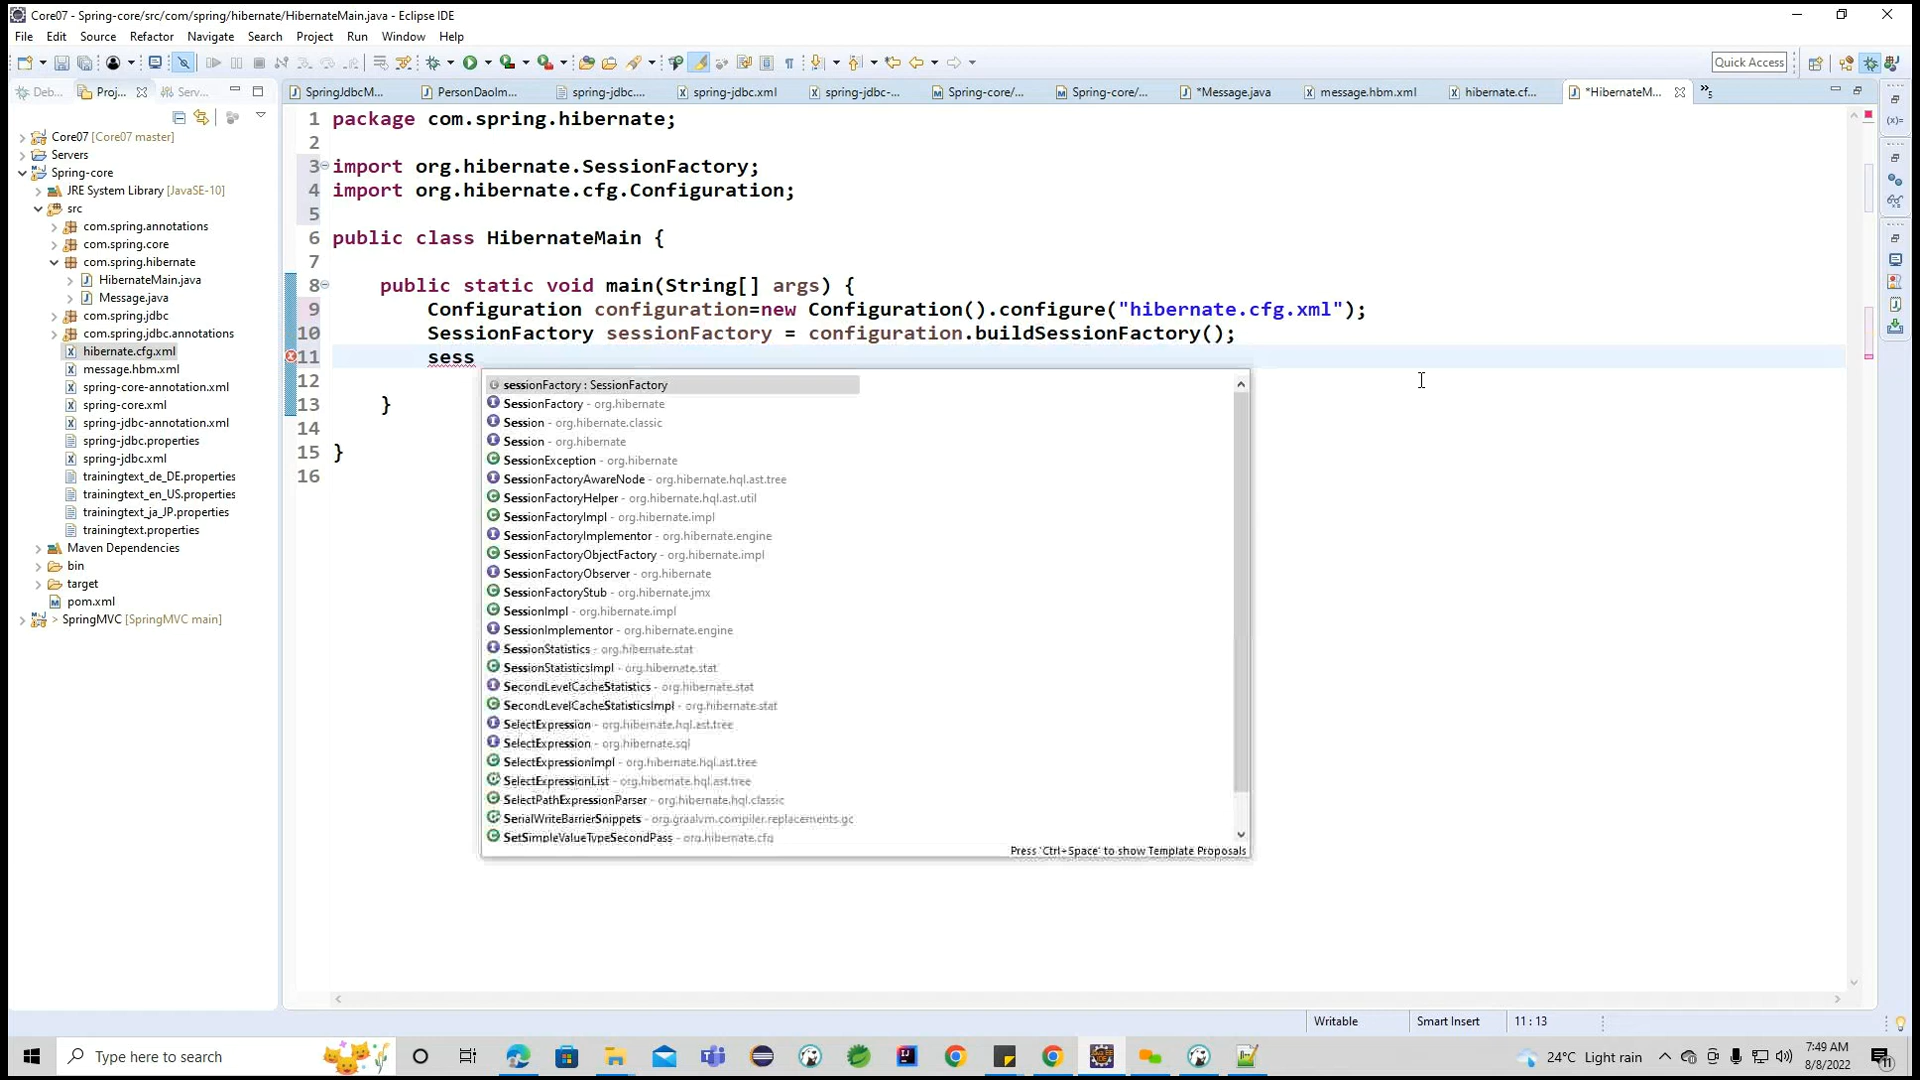 Core07 - Spring-core/src/com/spring/hibernate/HibernateMain.java - Eclipse IDE
File Edit Source Refactor Navigate Search Project Run Window Help
Quick Access
Deb... Proj... Serv...
SpringJdbcM... PersonDaoIm... spring-jdbc.... spring-jdbc.xml spring-jdbc-... Spring-core/... Spring-core/... *Message.java message.hbm.xml hibernate.cf... *HibernateM... »5
Core07 [Core07 master]
Servers
Spring-core
JRE System Library [JavaSE-10]
src
com.spring.annotations
com.spring.core
com.spring.hibernate
HibernateMain.java
Message.java
com.spring.jdbc
com.spring.jdbc.annotations
hibernate.cfg.xml
message.hbm.xml
spring-core-annotation.xml
spring-core.xml
spring-jdbc-annotation.xml
spring-jdbc.properties
spring-jdbc.xml
trainingtext_de_DE.properties
trainingtext_en_US.properties
trainingtext_ja_JP.properties
trainingtext.properties
Maven Dependencies
bin
target
pom.xml
> SpringMVC [SpringMVC main]
1 package com.spring.hibernate;
2
3 import org.hibernate.SessionFactory;
4 import org.hibernate.cfg.Configuration;
5
6 public class HibernateMain {
7
8 public static void main(String[] args) {
9 Configuration configuration=new Configuration().configure("hibernate.cfg.xml");
10 SessionFactory sessionFactory = configuration.buildSessionFactory();
11 sess
12
13 }
14
15 }
16
sessionFactory : SessionFactory
SessionFactory - org.hibernate
Session - org.hibernate.classic
Session - org.hibernate
SessionException - org.hibernate
SessionFactoryAwareNode - org.hibernate.hql.ast.tree
SessionFactoryHelper - org.hibernate.hql.ast.util
SessionFactoryImpl - org.hibernate.impl
SessionFactoryImplementor - org.hibernate.engine
SessionFactoryObjectFactory - org.hibernate.impl
SessionFactoryObserver - org.hibernate
SessionFactoryStub - org.hibernate.jmx
SessionImpl - org.hibernate.impl
SessionImplementor - org.hibernate.engine
SessionStatistics - org.hibernate.stat
SessionStatisticsImpl - org.hibernate.stat
SecondLevelCacheStatistics - org.hibernate.stat
SecondLevelCacheStatisticsImpl - org.hibernate.stat
SelectExpression - org.hibernate.hql.ast.tree
SelectExpression - org.hibernate.sql
SelectExpressionImpl - org.hibernate.hql.ast.tree
SelectExpressionList - org.hibernate.hql.ast.tree
SelectPathExpressionParser - org.hibernate.hql.classic
SerialWriteBarrierSnippets - org.graalvm.compiler.replacements.gc
SetSimpleValueTypeSecondPass - org.hibernate.cfg
Press 'Ctrl+Space' to show Template Proposals
Writable Smart Insert 11 : 13
Type here to search
24°C Light rain
7:49 AM
8/8/2022
11